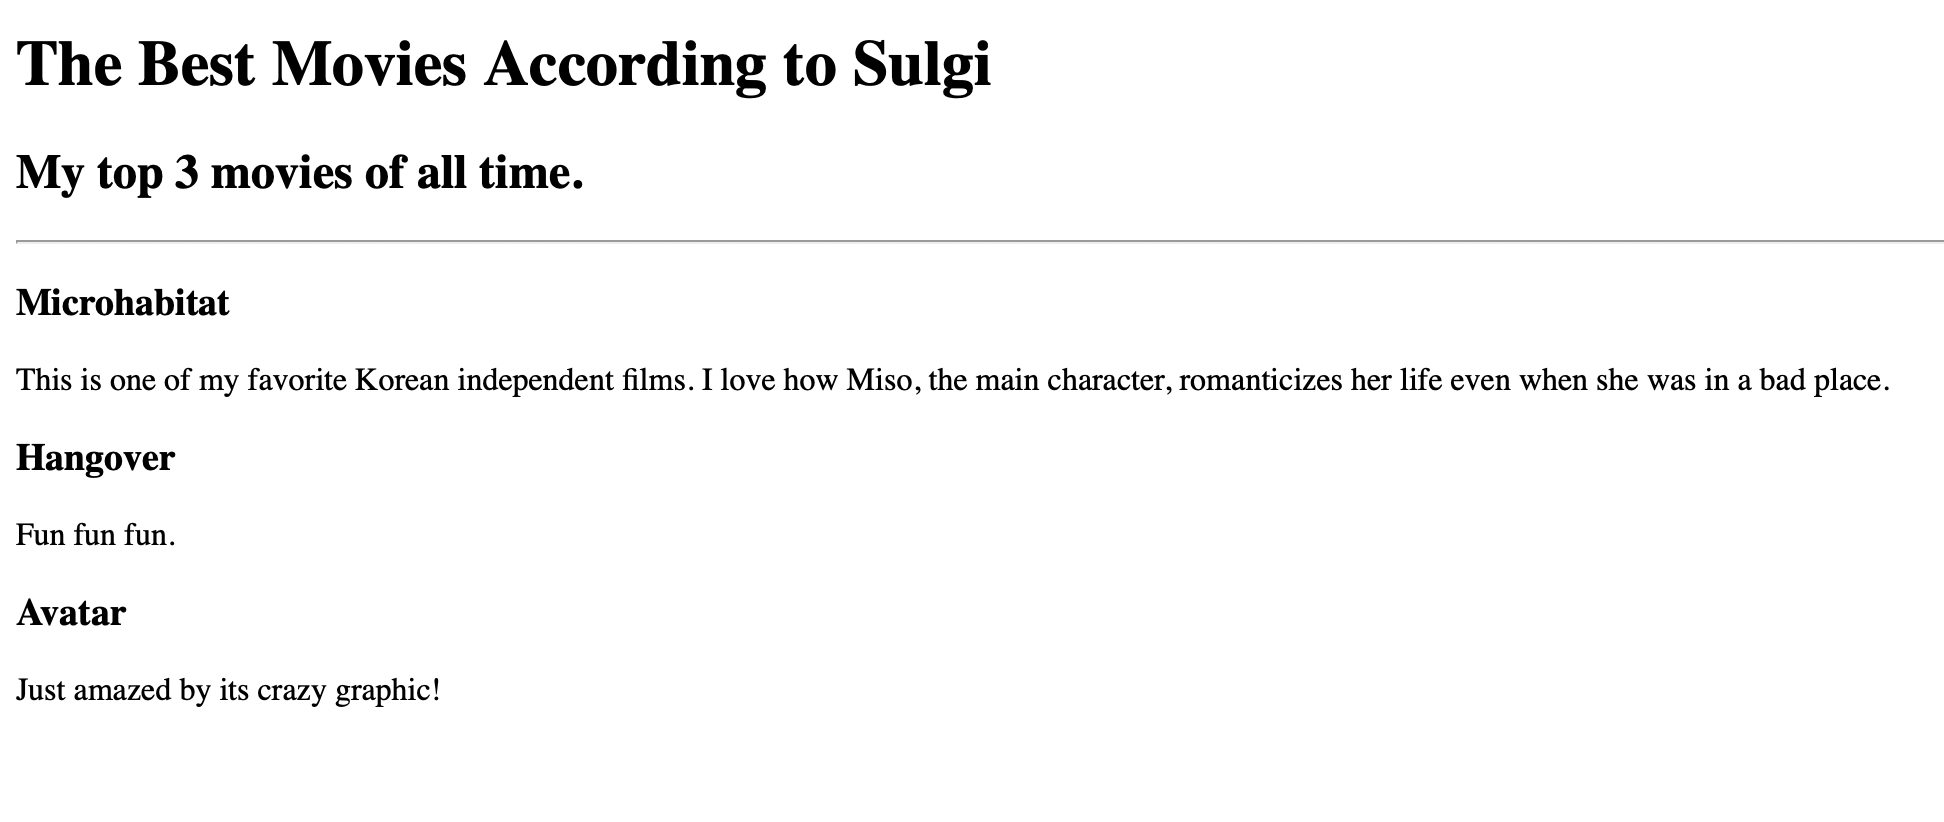 The Best Movies According to Sulgi
My top 3 movies of all time.
Microhabitat
This is one of my favorite Korean independent films. I love how Miso, the main character, romanticizes her life even when she was in a bad place.
Hangover
Fun fun fun.
Avatar
Just amazed by its crazy graphic!